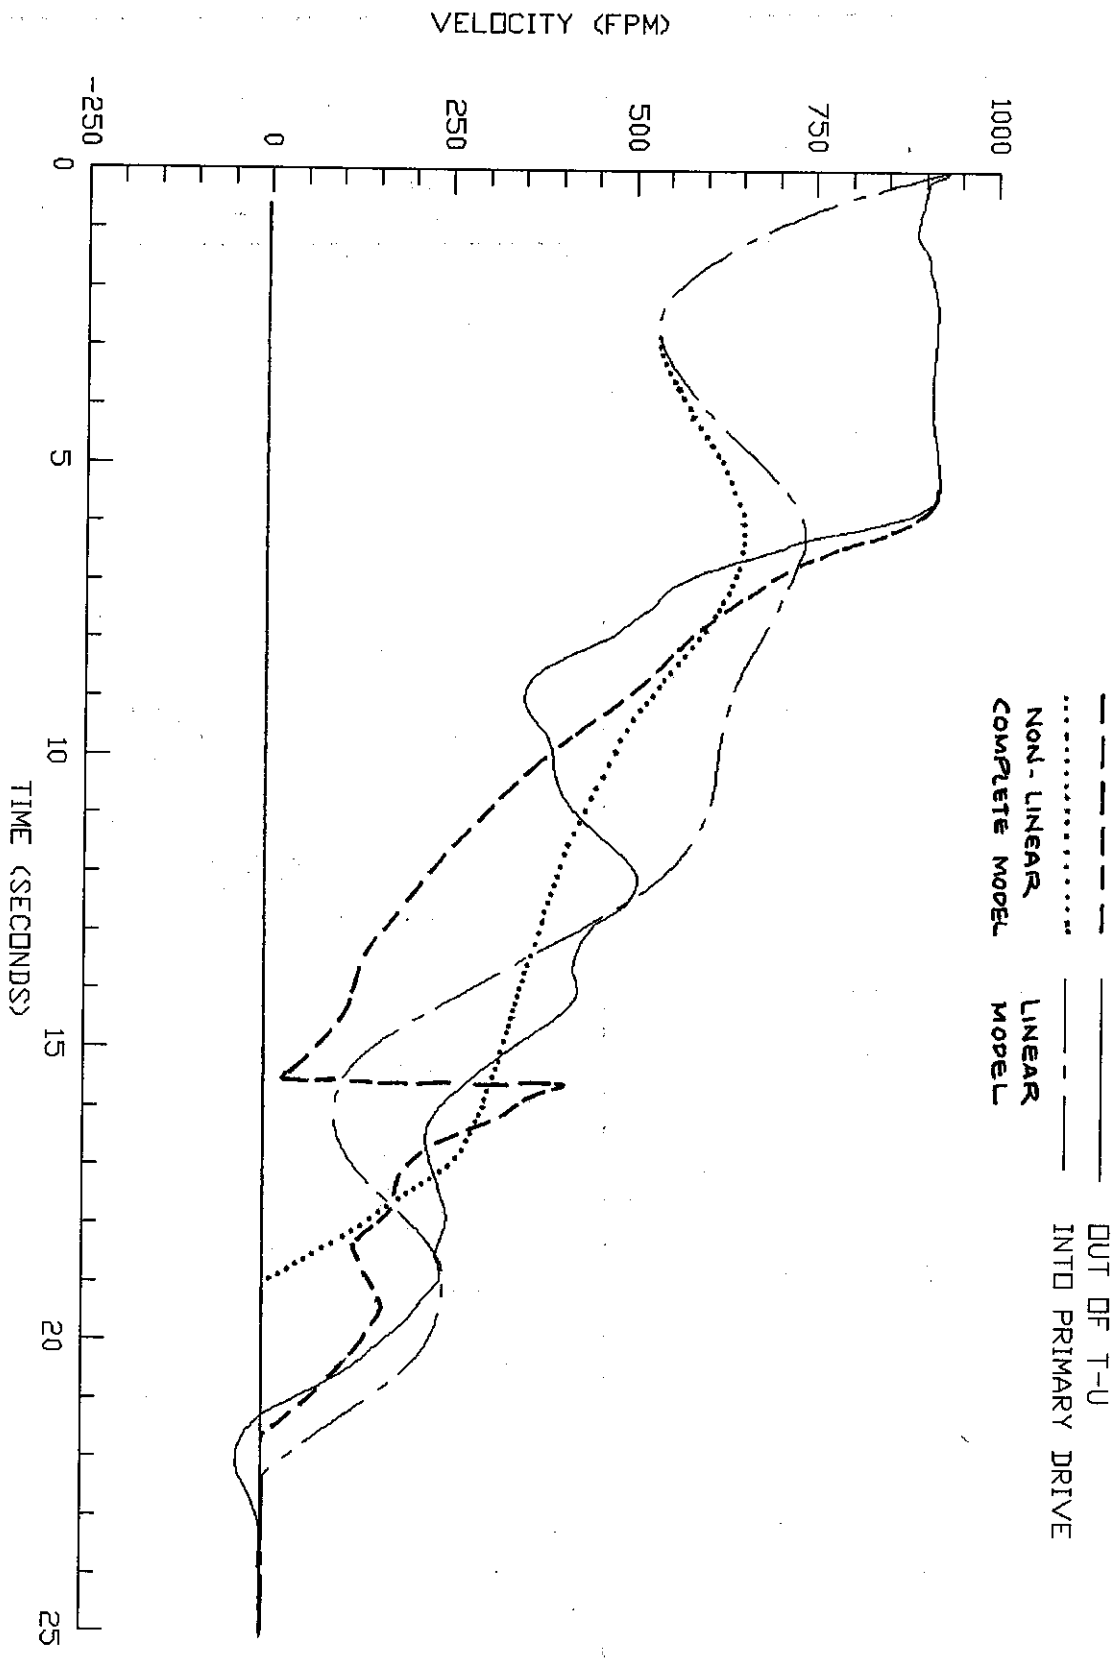 OUT OF T-U
INTO PRIMARY DRIVE
NON-LINEAR
COMPLETE MODEL
LINEAR
MODEL
VELOCITY (FPM)
1000
750
500
250
0
-250
0
5
10
15
20
25
TIME (SECONDS)